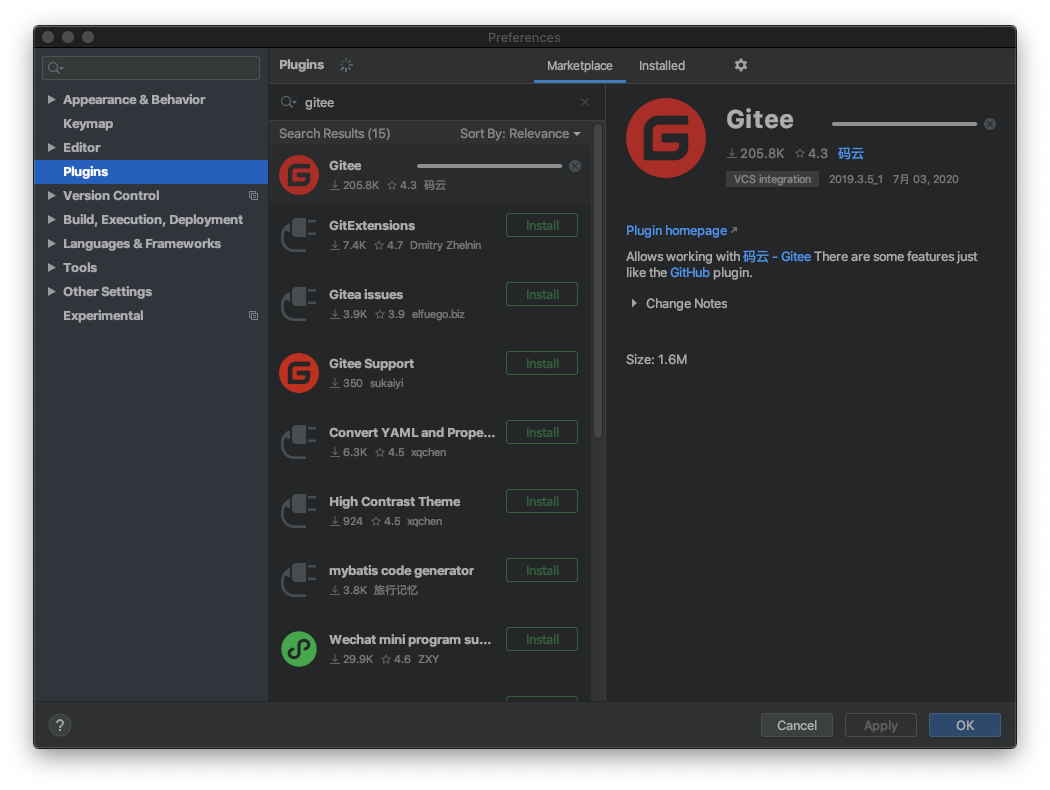 Preferences
Appearance & Behavior
Keymap
Editor
Plugins
Version Control
Build, Execution, Deployment
Languages & Frameworks
Tools
Other Settings
Experimental
Plugins
Marketplace
Installed
gitee
Search Results (15)
Sort By: Relevance
Gitee
205.8K 4.3 码云
GitExtensions
Install
7.4K 4.7 Dmitry Zhelnin
Gitea issues
Install
3.9K 3.9 elfuego.biz
Gitee Support
Install
350 sukaiyi
Convert YAML and Prope...
Install
6.3K 4.5 xqchen
High Contrast Theme
Install
924 4.5 xqchen
mybatis code generator
Install
3.8K 旅行记忆
Wechat mini program su...
Install
29.9K 4.6 ZXY
Gitee
205.8K 4.3 码云
VCS integration 2019.3.5_1 7月 03, 2020
Plugin homepage
Allows working with 码云 - Gitee There are some features just
like the GitHub plugin.
Change Notes
Size: 1.6M
?
Cancel
Apply
OK